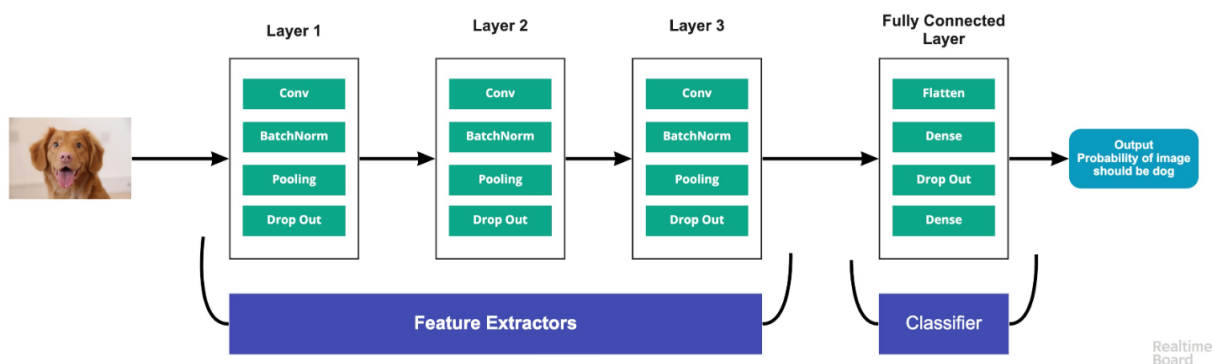 Layer 1
Conv
BatchNorm
Pooling
Drop Out
Layer 2
Conv
BatchNorm
Pooling
Drop Out
Layer 3
Conv
BatchNorm
Pooling
Drop Out
Fully Connected
Layer
Flatten
Dense
Drop Out
Dense
Output
Probability of image
should be dog
Feature Extractors
Classifier
Realtime
Board